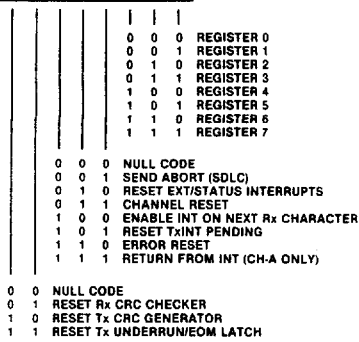 0 0 0 REGISTER 0
0 0 1 REGISTER 1
0 1 0 REGISTER 2
0 1 1 REGISTER 3
1 0 0 REGISTER 4
1 0 1 REGISTER 5
1 1 0 REGISTER 6
1 1 1 REGISTER 7
0 0 0 NULL CODE
0 0 1 SEND ABORT (SDLC)
0 1 0 RESET EXT/STATUS INTERRUPTS
0 1 1 CHANNEL RESET
1 0 0 ENABLE INT ON NEXT Rx CHARACTER
1 0 1 RESET TxINT PENDING
1 1 0 ERROR RESET
1 1 1 RETURN FROM INT (CH-A ONLY)
0 0 NULL CODE
0 1 RESET Rx CRC CHECKER
1 0 RESET Tx CRC GENERATOR
1 1 RESET Tx UNDERRUN/EOM LATCH